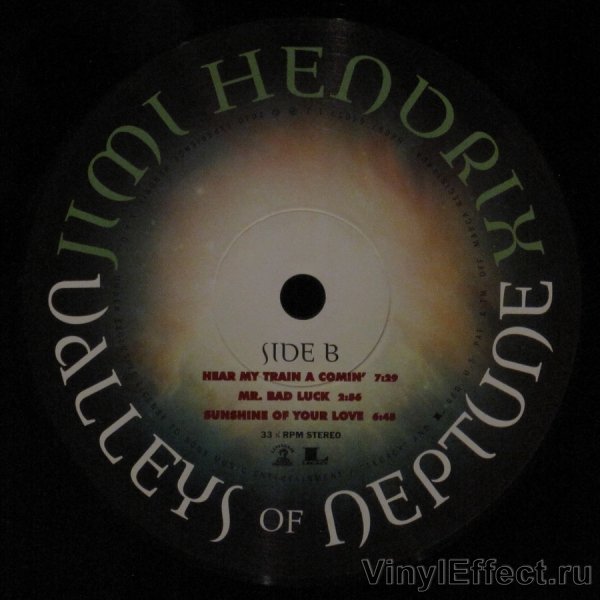 JIMI HENDRIX
VALLEYS OF NEPTUNE
SIDE B
HEAR MY TRAIN A COMIN' 7:29
MR. BAD LUCK 2:56
SUNSHINE OF YOUR LOVE 6:45
33 ⅓ RPM STEREO
VinylEffect.ru